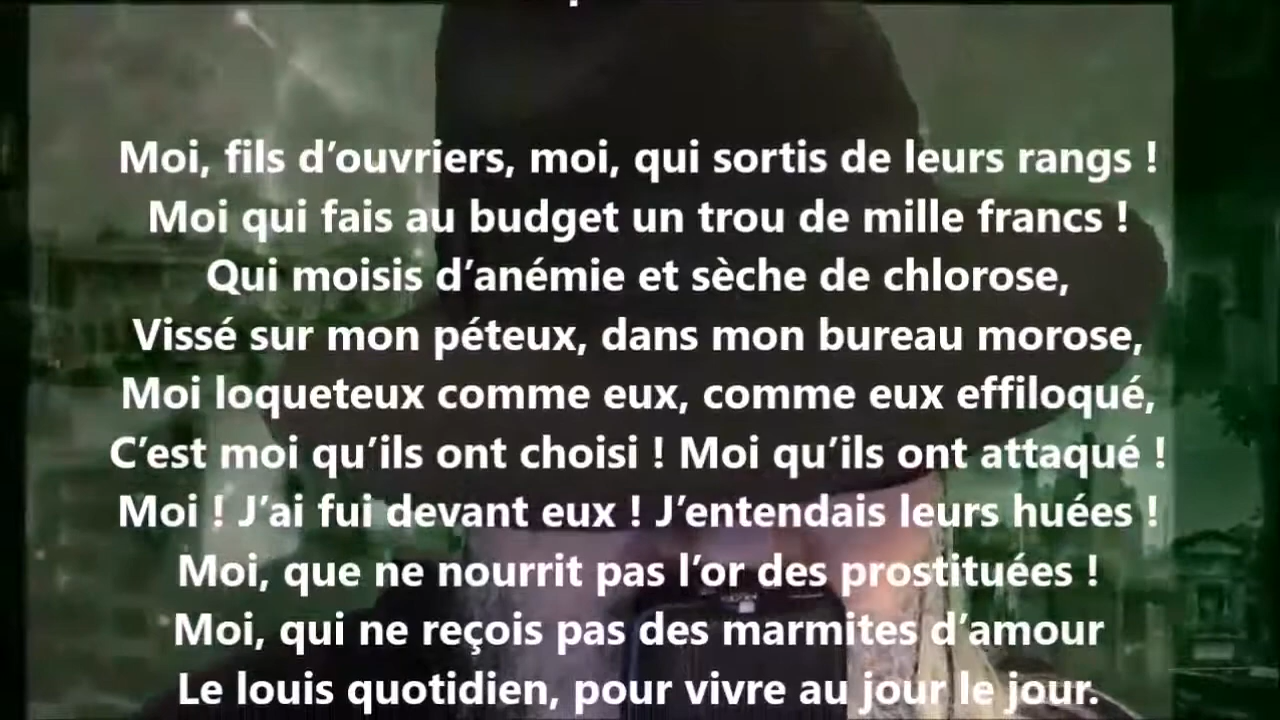 Moi, fils d’ouvriers, moi, qui sortis de leurs rangs !
Moi qui fais au budget un trou de mille francs !
Qui moisis d’anémie et sèche de chlorose,
Vissé sur mon péteux, dans mon bureau morose,
Moi loqueteux comme eux, comme eux effiloqué,
C’est moi qu’ils ont choisi ! Moi qu’ils ont attaqué !
Moi ! J’ai fui devant eux ! J’entendais leurs huées !
Moi, que ne nourrit pas l’or des prostituées !
Moi, qui ne reçois pas des marmites d’amour
Le louis quotidien, pour vivre au jour le jour.